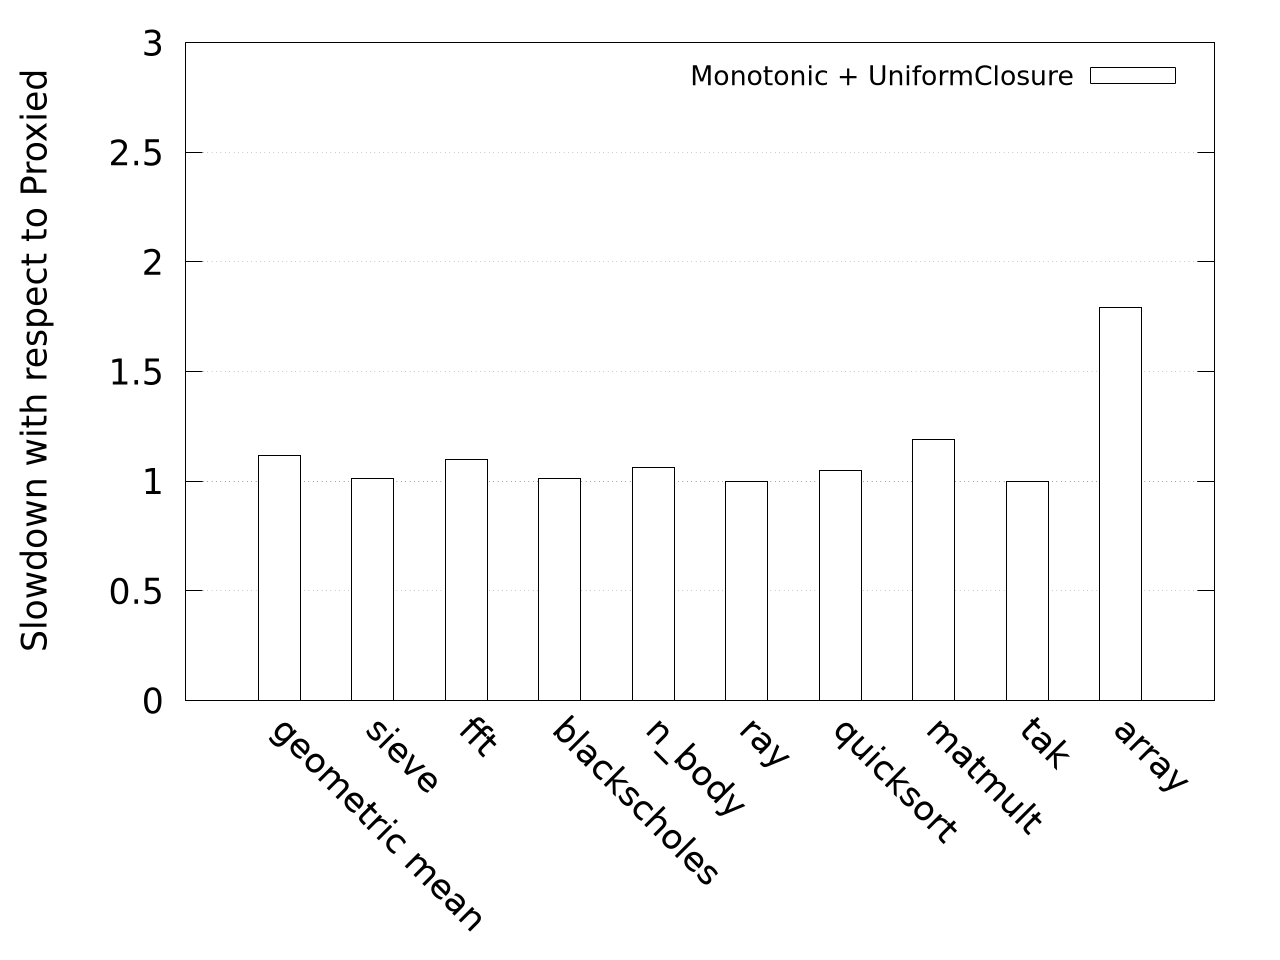 Slowdown with respect to Proxied
3
2.5
2
1.5
1
0.5
0
Monotonic + UniformClosure
geometric mean
sieve
fft
blackscholes
n_body
ray
quicksort
matmult
tak
array